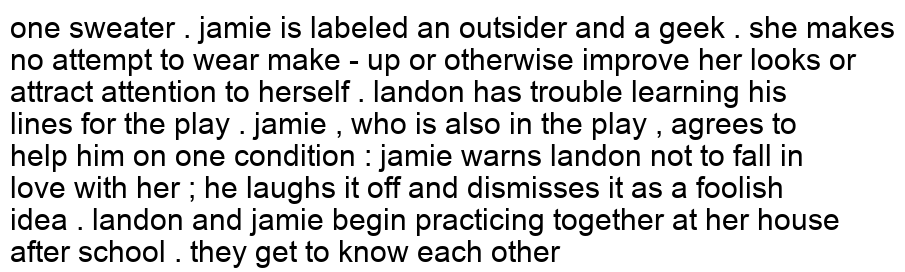 one sweater . jamie is labeled an outsider and a geek . she makes
no attempt to wear make - up or otherwise improve her looks or
attract attention to herself . landon has trouble learning his
lines for the play . jamie , who is also in the play , agrees to
help him on one condition : jamie warns landon not to fall in
love with her ; he laughs it off and dismisses it as a foolish
idea . landon and jamie begin practicing together at her house
after school . they get to know each other